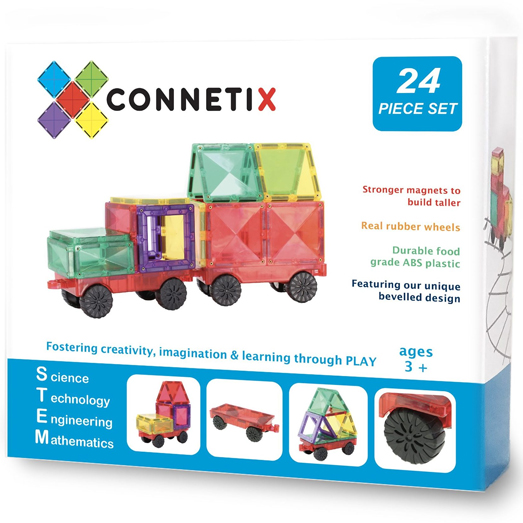 CONNETIX
24
PIECE SET
Stronger magnets to
build taller
Real rubber wheels
Durable food
grade ABS plastic
Featuring our unique
bevelled design
Fostering creativity, imagination & learning through PLAY
ages
3 +
Science
Technology
Engineering
Mathematics